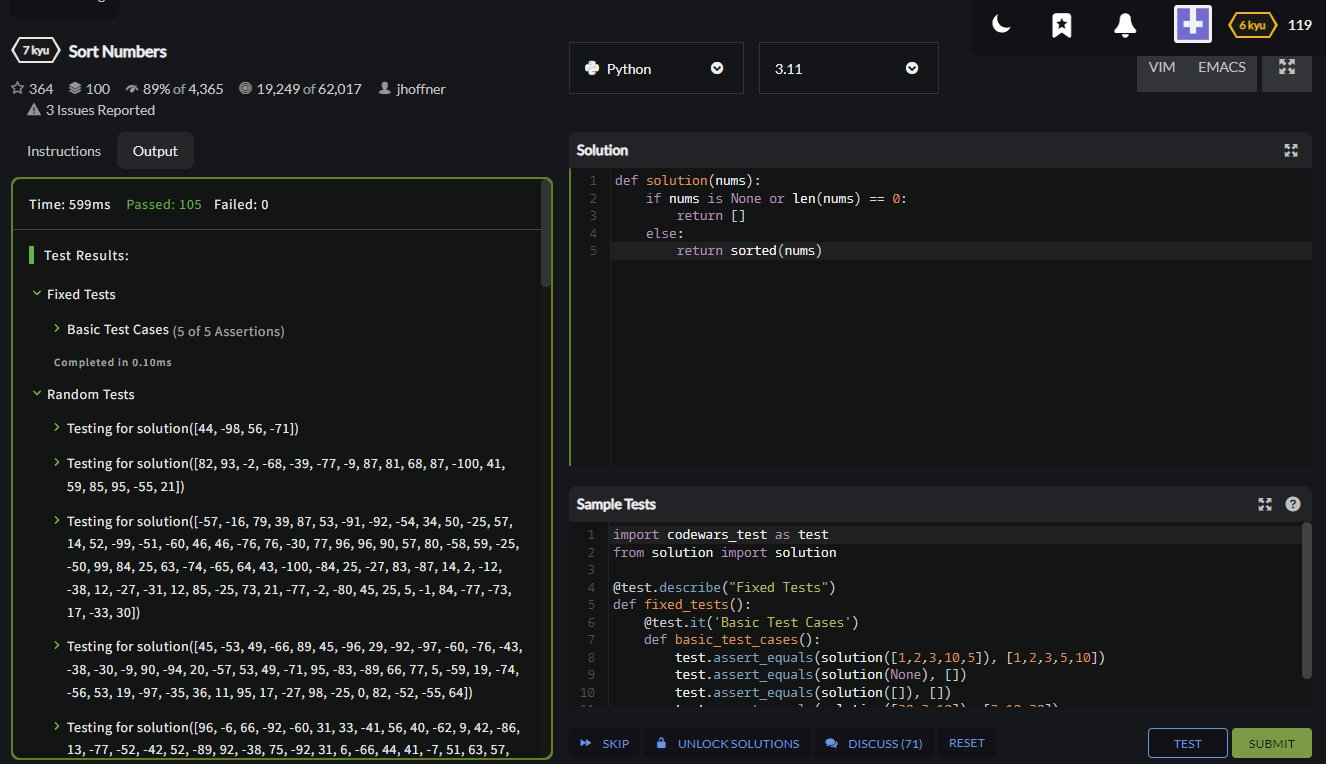 6 kyu 119
7 kyu Sort Numbers
364 100 89% of 4,365 19,249 of 62,017 jhoffner
3 Issues Reported
Python
3.11
VIM EMACS
Instructions Output
Time: 599ms Passed: 105 Failed: 0
Test Results:
Fixed Tests
Basic Test Cases (5 of 5 Assertions)
Completed in 0.10ms
Random Tests
Testing for solution([44, -98, 56, -71])
Testing for solution([82, 93, -2, -68, -39, -77, -9, 87, 81, 68, 87, -100, 41,
59, 85, 95, -55, 21])
Testing for solution([-57, -16, 79, 39, 87, 53, -91, -92, -54, 34, 50, -25, 57,
14, 52, -99, -51, -60, 46, 46, -76, 76, -30, 77, 96, 96, 90, 57, 80, -58, 59, -25,
-50, 99, 84, 25, 63, -74, -65, 64, 43, -100, -84, 25, -27, 83, -87, 14, 2, -12,
-38, 12, -27, -31, 12, 85, -25, 73, 21, -77, -2, -80, 45, 25, 5, -1, 84, -77, -73,
17, -33, 30])
Testing for solution([45, -53, 49, -66, 89, 45, -96, 29, -92, -97, -60, -76, -43,
-38, -30, -9, 90, -94, 20, -57, 53, 49, -71, 95, -83, -89, 66, 77, 5, -59, 19, -74,
-56, 53, 19, -97, -35, 36, 11, 95, 17, -27, 98, -25, 0, 82, -52, -55, 64])
Testing for solution([96, -6, 66, -92, -60, 31, 33, -41, 56, 40, -62, 9, 42, -86,
13, -77, -52, -42, 52, -89, 92, -38, 75, -92, 31, 6, -66, 44, 41, -7, 51, 63, 57,
Solution
1 def solution(nums):
2     if nums is None or len(nums) == 0:
3         return []
4     else:
5         return sorted(nums)
Sample Tests
?
1 import codewars_test as test
2 from solution import solution
3
4 @test.describe("Fixed Tests")
5 def fixed_tests():
6     @test.it('Basic Test Cases')
7     def basic_test_cases():
8         test.assert_equals(solution([1,2,3,10,5]), [1,2,3,5,10])
9         test.assert_equals(solution(None), [])
10         test.assert_equals(solution([]), [])
SKIP UNLOCK SOLUTIONS DISCUSS (71) RESET
TEST SUBMIT